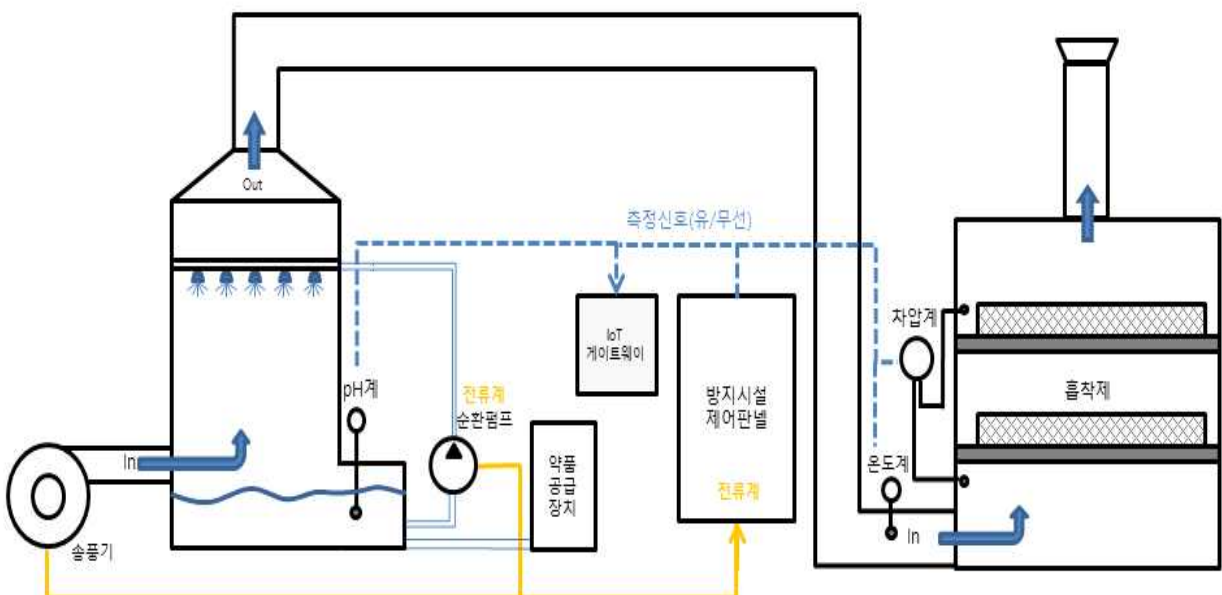 Out
측정신호(유/무선)
IoT
게이트웨이
차압계
pH계
전류계
순환펌프
방지시설
제어판넬
흡착제
In
약품
공급
장치
온도계
전류계
In
송풍기